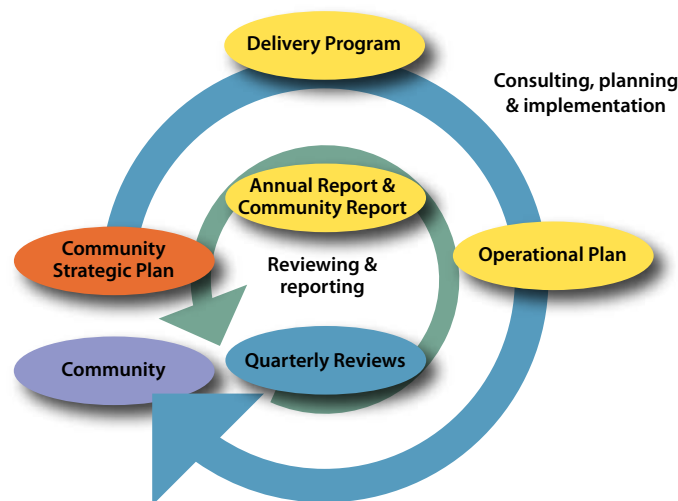 Delivery Program
Consulting, planning
& implementation
Annual Report &
Community Report
Community
Strategic Plan
Operational Plan
Reviewing &
reporting
Community
Quarterly Reviews